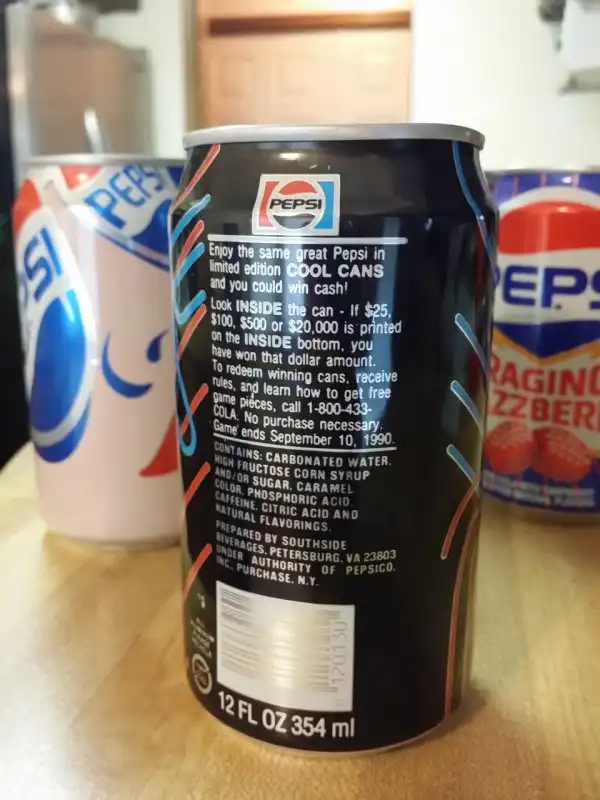 PEPSI
Enjoy the same great Pepsi in
limited edition COOL CANS
and you could win cash!
Look INSIDE the can - If $25,
$100, $500 or $20,000 is printed
on the INSIDE bottom, you
have won that dollar amount.
To redeem winning cans, receive
rules, and learn how to get free
game pieces, call 1-800-433-
COLA. No purchase necessary.
Game ends September 10, 1990.
CONTAINS: CARBONATED WATER,
HIGH FRUCTOSE CORN SYRUP
AND/OR SUGAR, CARAMEL
COLOR, PHOSPHORIC ACID,
CAFFEINE, CITRIC ACID AND
NATURAL FLAVORINGS.
PREPARED BY SOUTHSIDE
BEVERAGES, PETERSBURG, VA 23803
UNDER AUTHORITY OF PEPSICO,
INC. PURCHASE, N.Y.
12 FL OZ 354 ml
PEPSI
SI
EPS
RAGING
ZZBERR